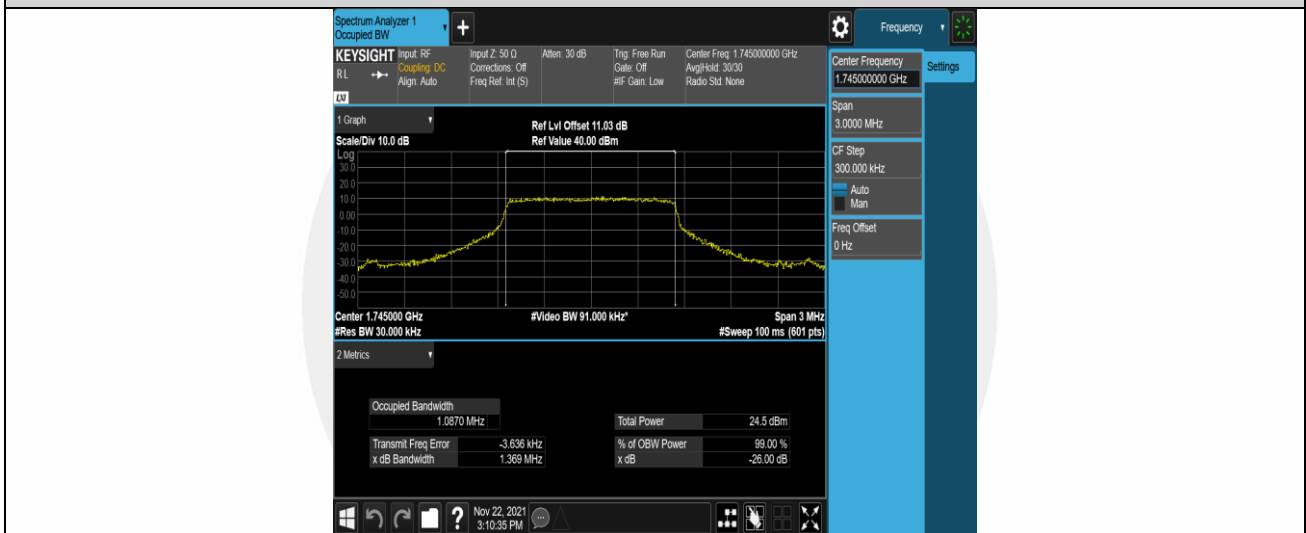 Spectrum Analyzer 1
Occupied BW
+
Frequency
KEYSIGHT
R L
LXI
Input: RF
Coupling: DC
Align: Auto
Input Z: 50 Ω
Corrections: Off
Freq Ref: Int (S)
Atten: 30 dB
Trig: Free Run
Gate: Off
#IF Gain: Low
Center Freq: 1.745000000 GHz
Avg|Hold: 30/30
Radio Std: None
Center Frequency
1.745000000 GHz
Settings
Span
3.0000 MHz
CF Step
300.000 kHz
Auto
Man
Freq Offset
0 Hz
1 Graph
Scale/Div 10.0 dB
Ref Lvl Offset 11.03 dB
Ref Value 40.00 dBm
Log
30.0
20.0
10.0
0.00
-10.0
-20.0
-30.0
-40.0
-50.0
Center 1.745000 GHz
#Video BW 91.000 kHz*
Span 3 MHz
#Res BW 30.000 kHz
#Sweep 100 ms (601 pts)
2 Metrics
Occupied Bandwidth
1.0870 MHz
Total Power 24.5 dBm
Transmit Freq Error -3.636 kHz
% of OBW Power 99.00 %
x dB Bandwidth 1.369 MHz
x dB -26.00 dB
?
Nov 22, 2021
3:10:35 PM